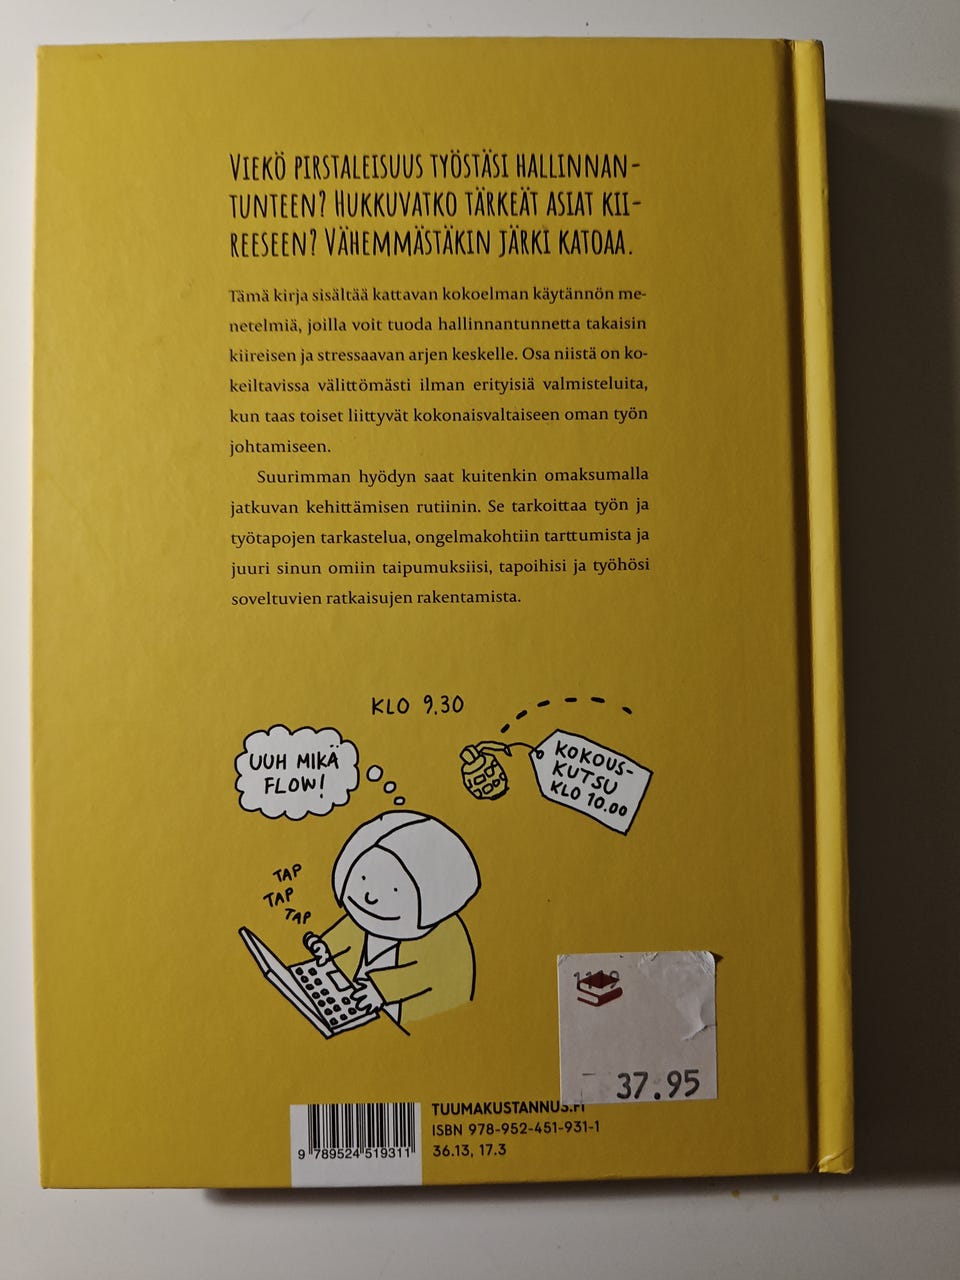 VIEKÖ PIRSTALEISUUS TYÖSTÄSI HALLINNAN-
TUNTEEN? HUKKUVATKO TÄRKEÄT ASIAT KII-
REESEEN? VÄHEMMÄSTÄKIN JÄRKI KATOAA.
Tämä kirja sisältää kattavan kokoelman käytännön me-
netelmiä, joilla voit tuoda hallinnantunnetta takaisin
kiireisen ja stressaavan arjen keskelle. Osa niistä on ko-
keiltavissa välittömästi ilman erityisiä valmisteluita,
kun taas toiset liittyvät kokonaisvaltaiseen oman työn
johtamiseen.
Suurimman hyödyn saat kuitenkin omaksumalla
jatkuvan kehittämisen rutiinin. Se tarkoittaa työn ja
työtapojen tarkastelua, ongelmakohtiin tarttumista ja
juuri sinun omiin taipumuksiisi, tapoihisi ja työhösi
soveltuvien ratkaisujen rakentamista.
KLO 9.30
UUH MIKÄ
FLOW!
KOKOUS-
KUTSU
KLO 10.00
TAP
TAP
TAP
37.95
TUUMAKUSTANNUS.FI
ISBN 978-952-451-931-1
36.13, 17.3
9 789524 519311